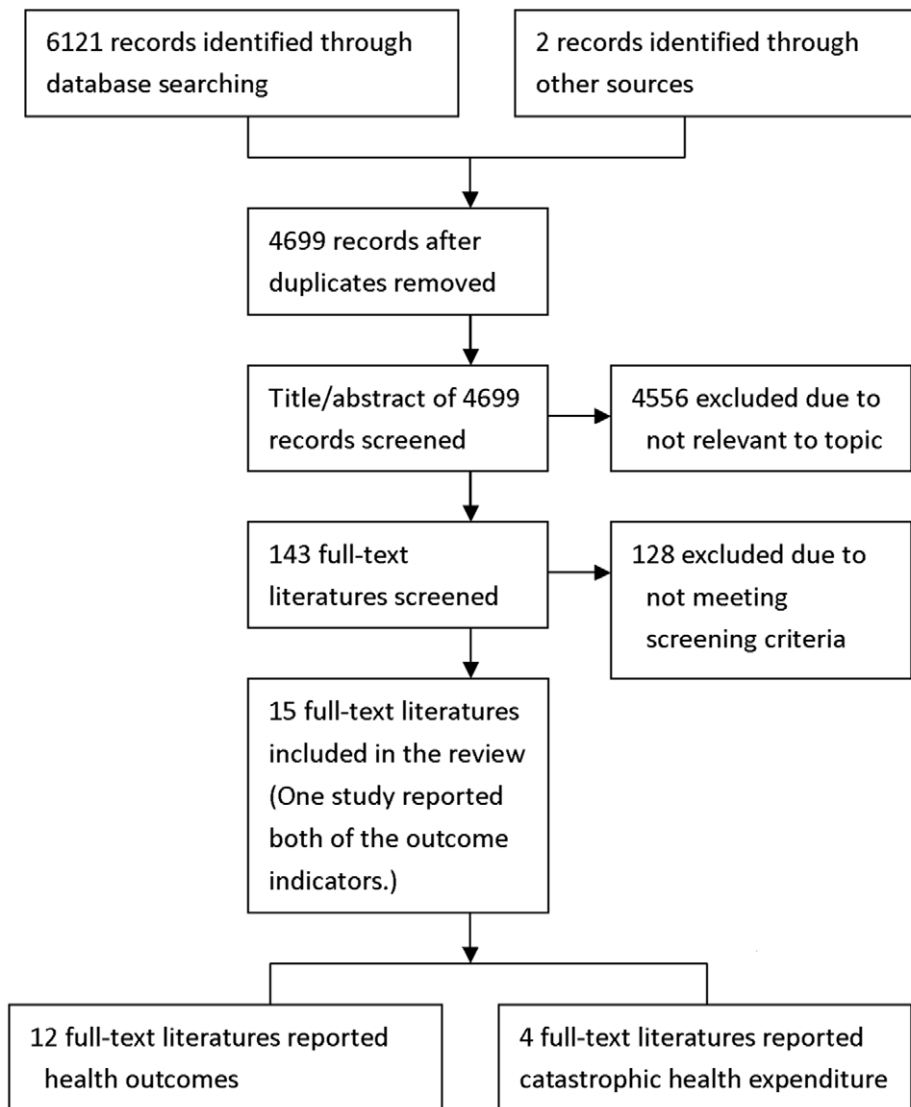 6121 records identified through
database searching
2 records identified through
other sources
4699 records after
duplicates removed
Title/abstract of 4699
records screened
4556 excluded due to
not relevant to topic
143 full-text
literatures screened
128 excluded due to
not meeting
screening criteria
15 full-text literatures
included in the review
(One study reported
both of the outcome
indicators.)
12 full-text literatures reported
health outcomes
4 full-text literatures reported
catastrophic health expenditure